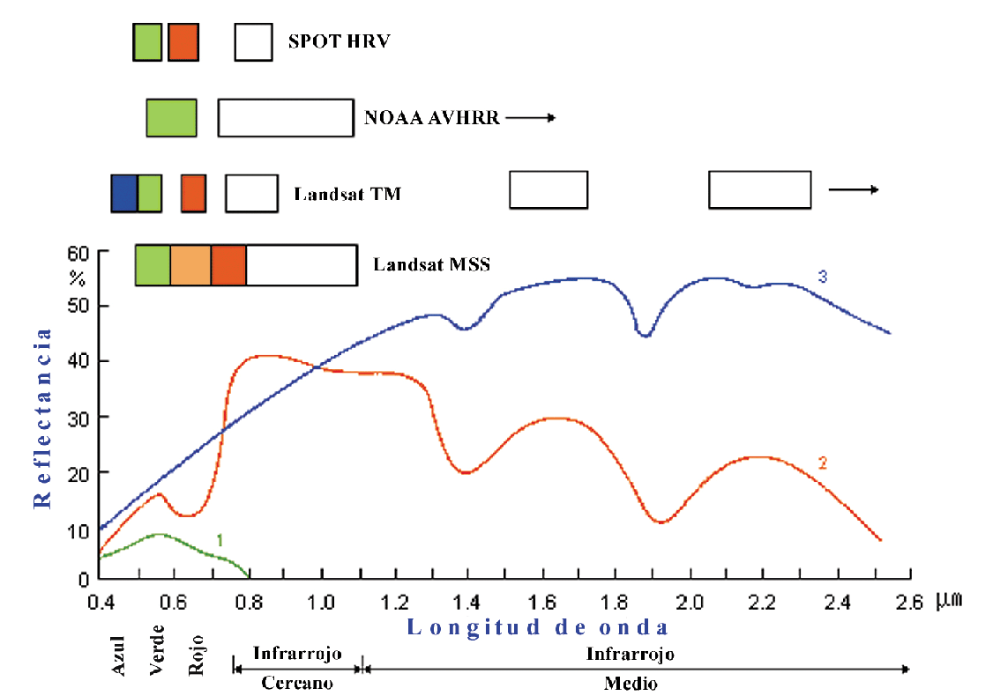 SPOT HRV
NOAA AVHRR
Landsat TM
Landsat MSS
60
%
50
40
30
20
10
0
Reflectancia
3
2
1
0.4 0.6 0.8 1.0 1.2 1.4 1.6 1.8 2.0 2.2 2.4 2.6 μm
Longitud de onda
Azul
Verde
Rojo
Infrarrojo
Cercano
Infrarrojo
Medio